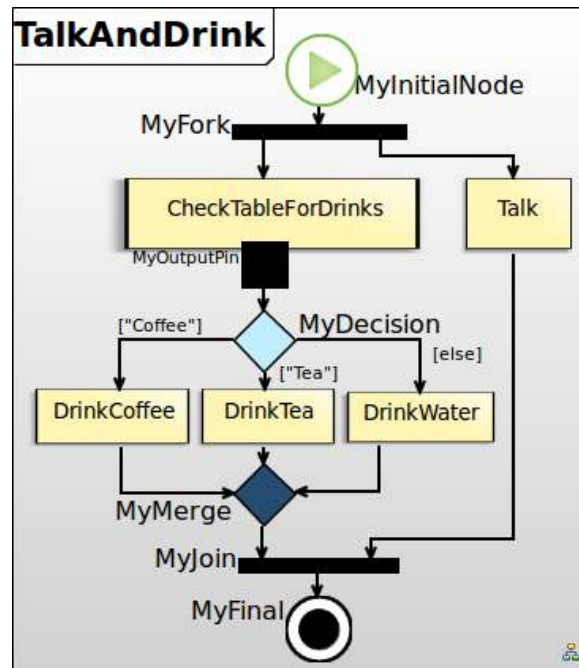 TalkAndDrink
MyInitialNode
MyFork
CheckTableForDrinks
Talk
MyOutputPin
MyDecision
["Coffee"]
[else]
["Tea"]
DrinkCoffee
DrinkTea
DrinkWater
MyMerge
MyJoin
MyFinal